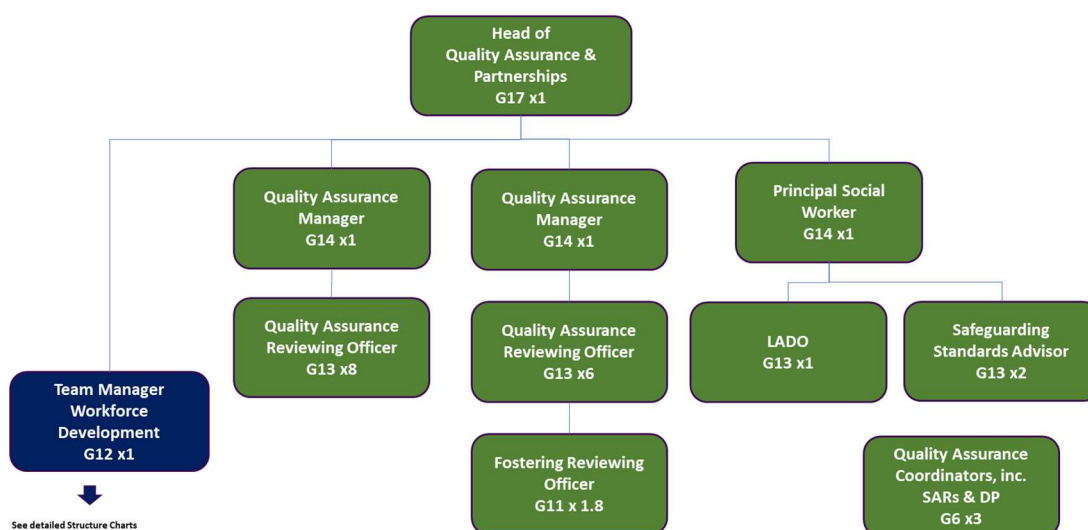 Head of
Quality Assurance &
Partnerships
G17 x1
Quality Assurance
Manager
G14 x1
Quality Assurance
Manager
G14 x1
Principal Social
Worker
G14 x1
Quality Assurance
Reviewing Officer
G13 x8
Quality Assurance
Reviewing Officer
G13 x6
LADO
G13 x1
Safeguarding
Standards Advisor
G13 x2
Team Manager
Workforce
Development
G12 x1
Fostering Reviewing
Officer
G11 x 1.8
Quality Assurance
Coordinators, inc.
SARs & DP
G6 x3
See detailed Structure Charts